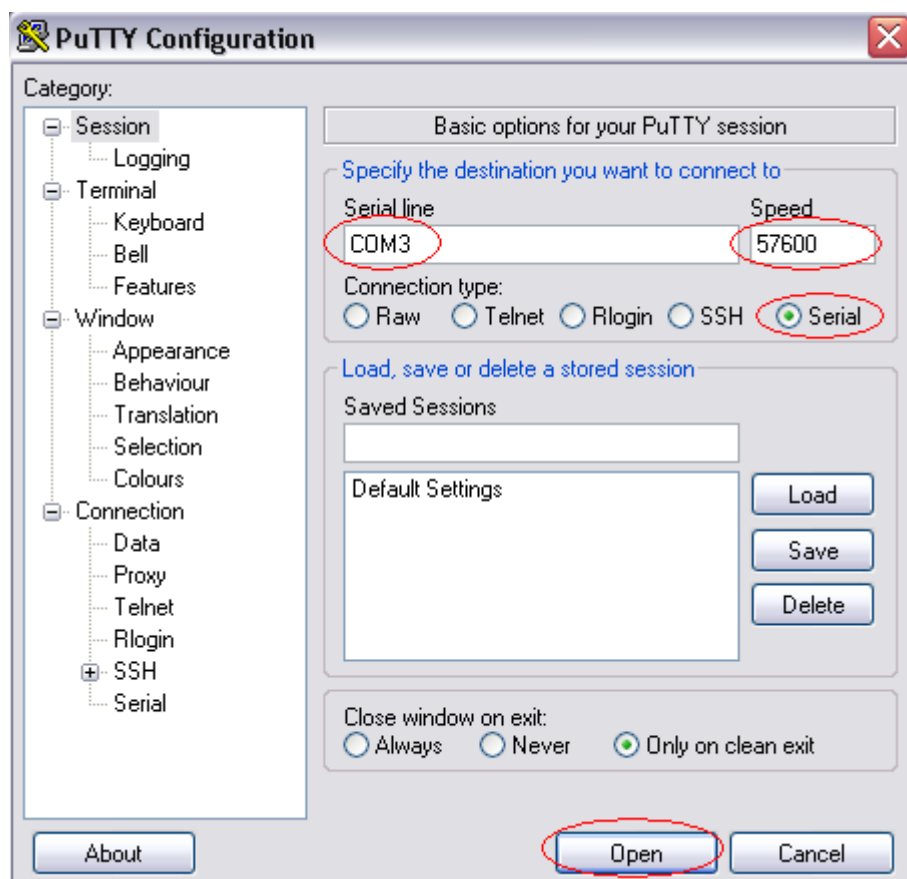 PuTTY Configuration
Category:
Session
Logging
Terminal
Keyboard
Bell
Features
Window
Appearance
Behaviour
Translation
Selection
Colours
Connection
Data
Proxy
Telnet
Rlogin
SSH
Serial
Basic options for your PuTTY session
Specify the destination you want to connect to
Serial line Speed
COM3 57600
Connection type:
Raw Telnet Rlogin SSH Serial
Load, save or delete a stored session
Saved Sessions
Default Settings
Load
Save
Delete
Close window on exit:
Always Never Only on clean exit
About Open Cancel